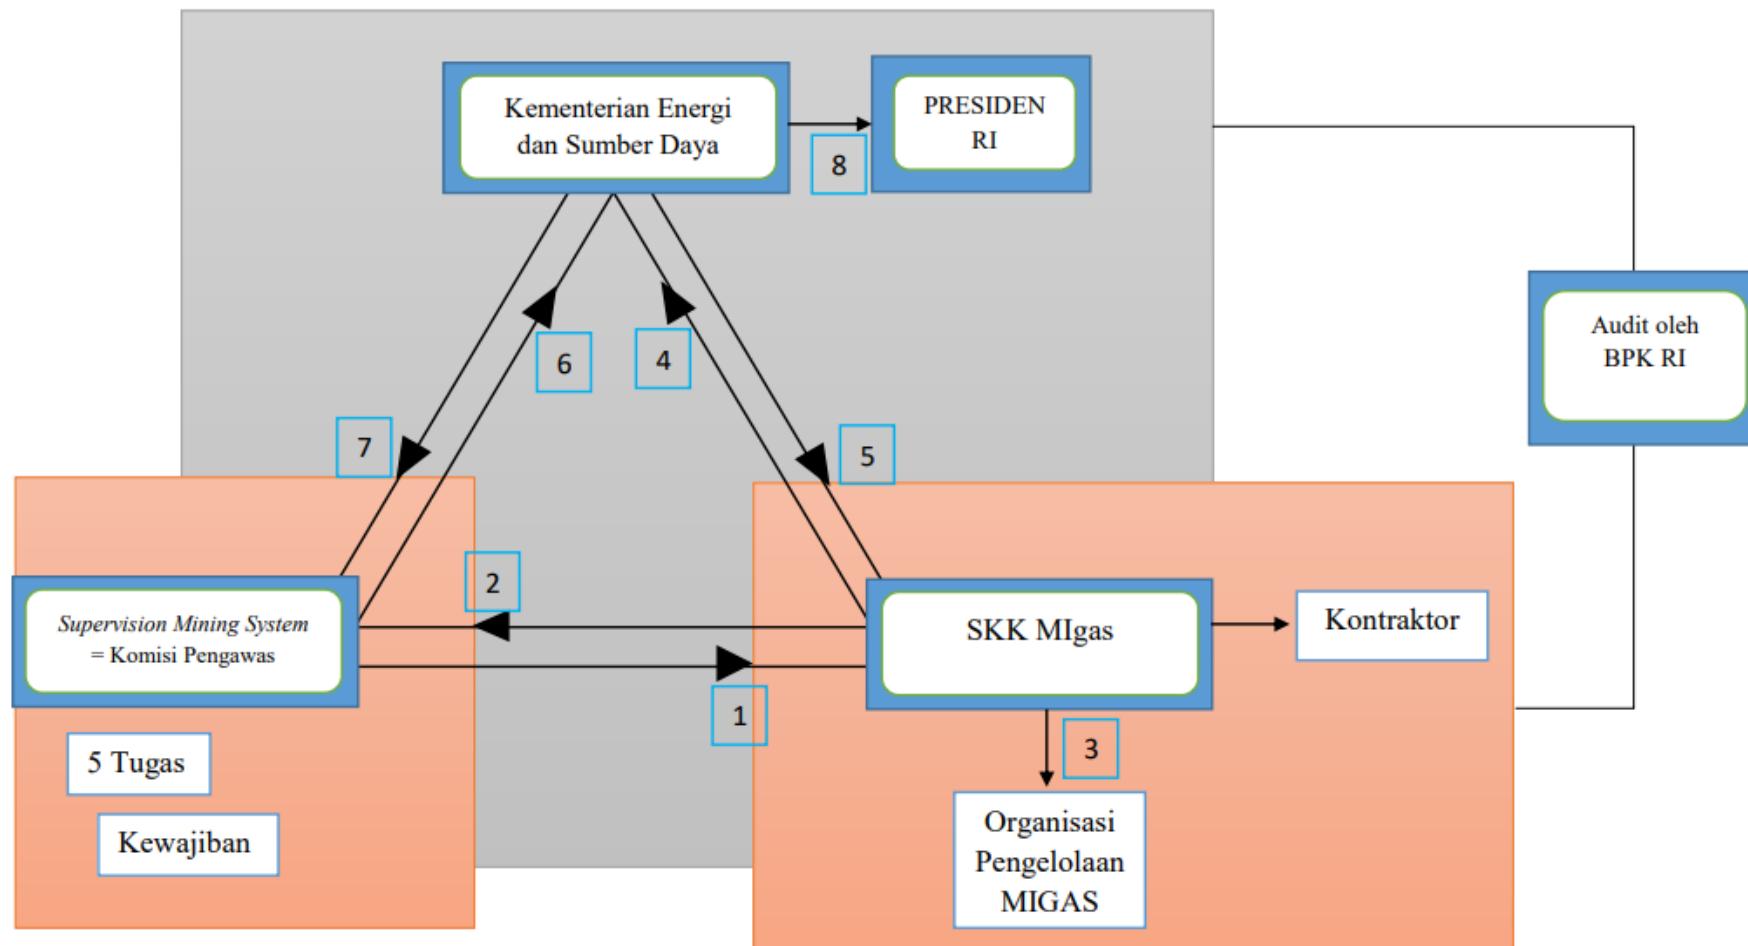 Kementerian Energi
dan Sumber Daya
PRESIDEN
RI
8
Audit oleh
BPK RI
6
4
7
5
2
Supervision Mining System
= Komisi Pengawas
SKK MIgas
Kontraktor
1
3
5 Tugas
Kewajiban
Organisasi
Pengelolaan
MIGAS